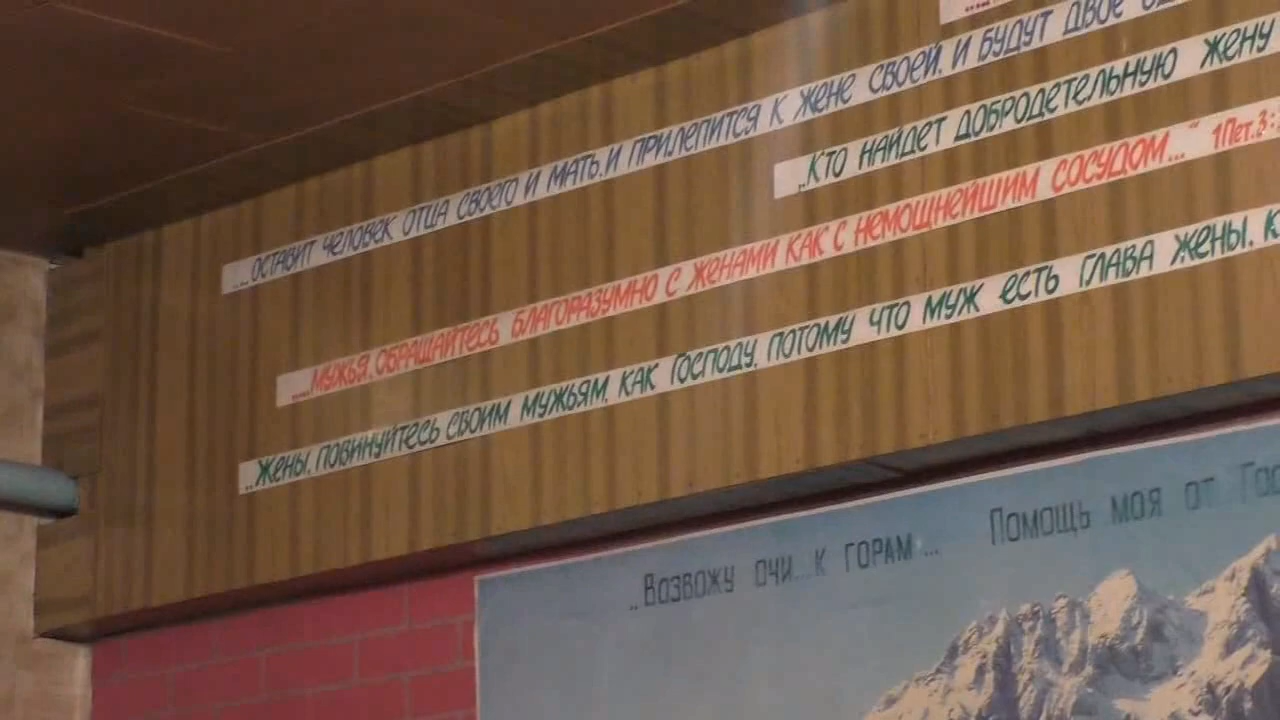 „...ОСТАВИТ ЧЕЛОВЕК ОТЦА СВОЕГО И МАТЬ, И ПРИЛЕПИТСЯ К ЖЕНЕ СВОЕЙ, И БУДУТ ДВОЕ
„КТО НАЙДЕТ ДОБРОДЕТЕЛЬНУЮ ЖЕНУ
„...МУЖЬЯ, ОБРАЩАЙТЕСЬ БЛАГОРАЗУМНО С ЖЕНАМИ КАК С НЕМОЩНЕЙШИМ СОСУДОМ..." 1 Пет. 3:
„ЖЕНЫ, ПОВИНУЙТЕСЬ СВОИМ МУЖЬЯМ, КАК ГОСПОДУ, ПОТОМУ ЧТО МУЖ ЕСТЬ ГЛАВА ЖЕНЫ, К
„Возвожу очи...к горам... Помощь моя от